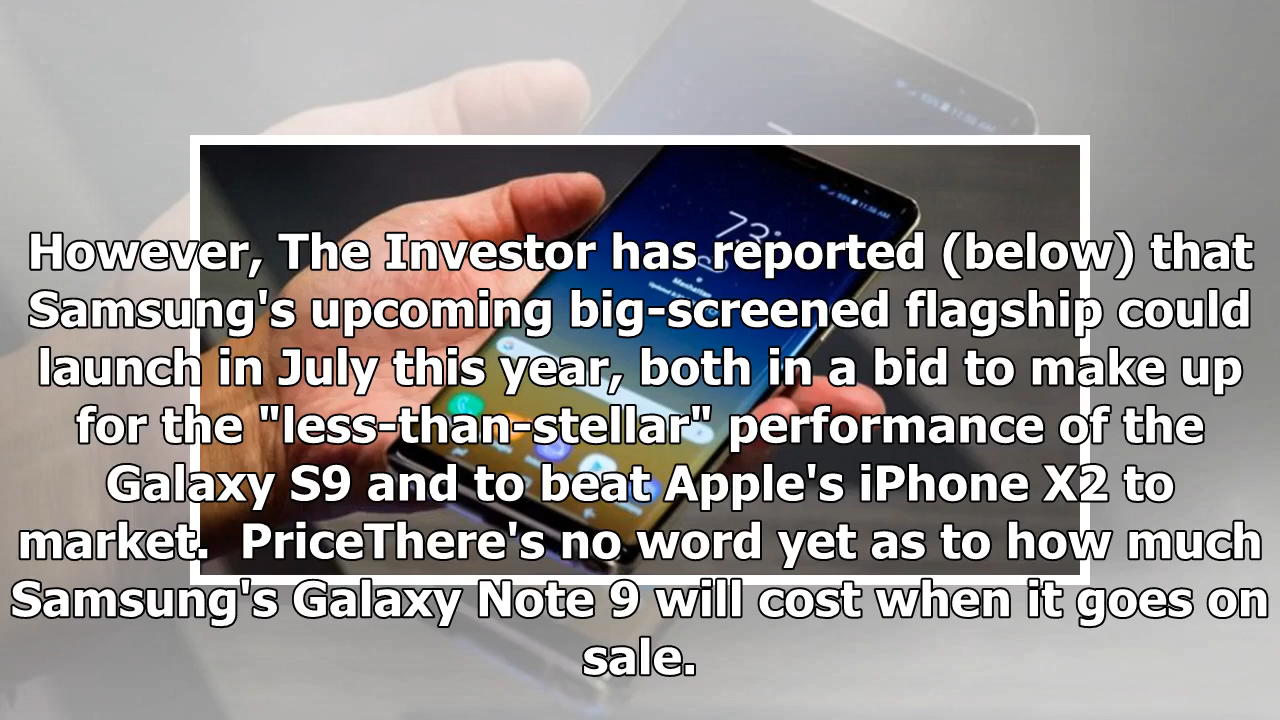 73°
Manhattan
However, The Investor has reported (below) that
Samsung's upcoming big-screened flagship could
launch in July this year, both in a bid to make up
for the "less-than-stellar" performance of the
Galaxy S9 and to beat Apple's iPhone X2 to
market.  PriceThere's no word yet as to how much
Samsung's Galaxy Note 9 will cost when it goes on
sale.